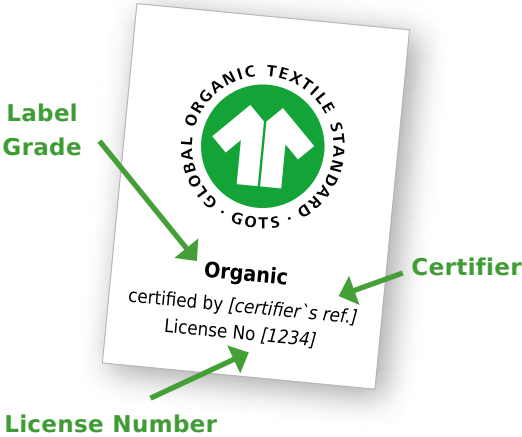 GLOBAL ORGANIC TEXTILE STANDARD
· GOTS ·
Label
Grade
Organic
Certifier
certified by [certifier`s ref.]
License No [1234]
License Number